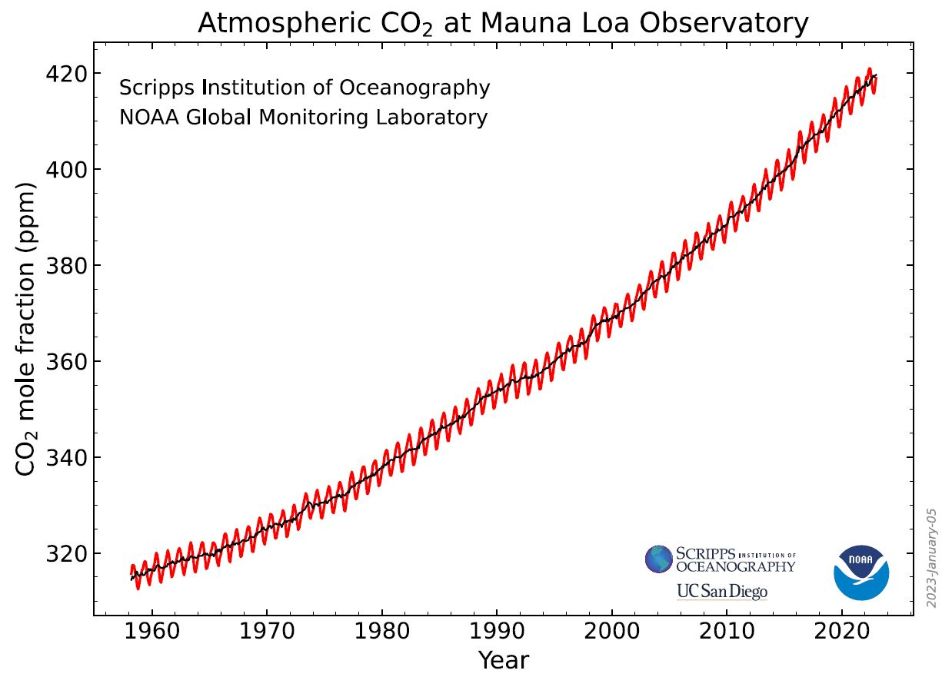 Atmospheric CO₂ at Mauna Loa Observatory
Scripps Institution of Oceanography
NOAA Global Monitoring Laboratory
CO₂ mole fraction (ppm)
420
400
380
360
340
320
1960 1970 1980 1990 2000 2010 2020
Year
SCRIPPS INSTITUTION OF
OCEANOGRAPHY
UC San Diego
NOAA
2023-January-05